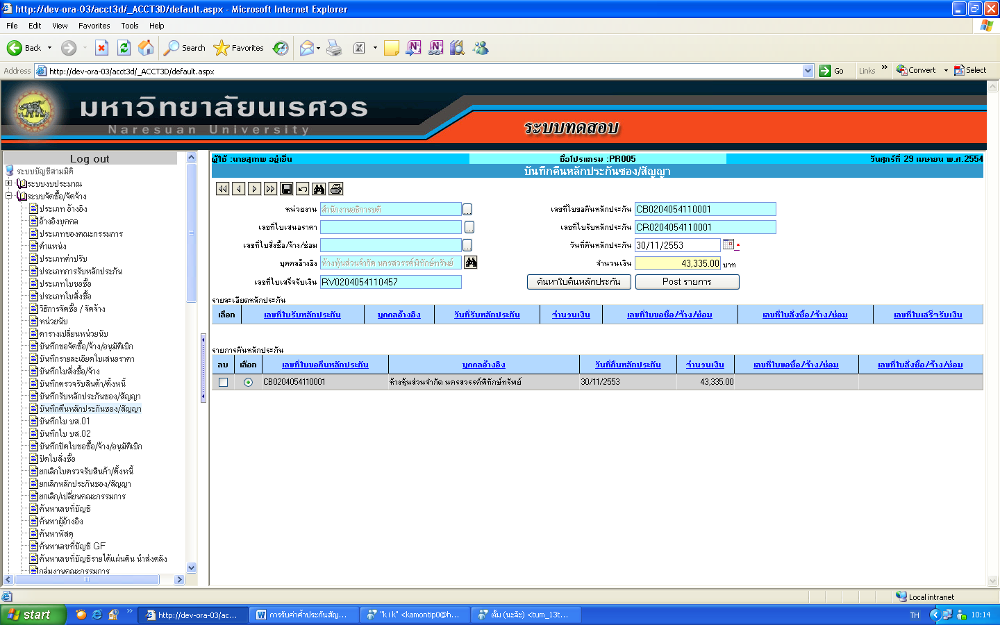 http://dev-ora-03/acct3d/_ACCT3D/default.aspx - Microsoft Internet Explorer
File Edit View Favorites Tools Help
Back Search Favorites
Address http://dev-ora-03/acct3d/_ACCT3D/default.aspx Go Links » Convert Select
มหาวิทยาลัยนเรศวร
Naresuan University
ระบบทดสอบ
Log out
ระบบบัญชีสามมิติ
ระบบงบประมาณ
ระบบจัดซื้อ/จัดจ้าง
ประเภท อ้างอิง
อ้างอิงบุคคล
ประเภทของคณะกรรมการ
ตำแหน่ง
ประเภทค่าปรับ
ประเภทการรับหลักประกัน
ประเภทใบขอซื้อ
ประเภทใบสั่งซื้อ
วิธีการจัดซื้อ / จัดจ้าง
หน่วยนับ
ตารางเปลี่ยนหน่วยนับ
บันทึกขอจัดซื้อ/จ้าง/อนุมัติเบิก
บันทึกรายละเอียดใบเสนอราคา
บันทึกใบสั่งซื้อ/จ้าง
บันทึกตรวจรับสินค้า/ตั้งหนี้
บันทึกรับหลักประกันซอง/สัญญา
บันทึกคืนหลักประกันซอง/สัญญา
บันทึกใบ บส.01
บันทึกใบ บส.02
บันทึกปิดใบขอซื้อ/จ้าง/อนุมัติเบิก
ปิดใบสั่งซื้อ
ยกเลิกใบตรวจรับสินค้า/ตั้งหนี้
ยกเลิกหลักประกันซอง/สัญญา
ยกเลิก/เปลี่ยนคณะกรรมการ
ค้นหาเลขที่บัญชี
ค้นหาผู้อ้างอิง
ค้นหาพัสดุ
ค้นหาเลขที่บัญชี GF
ค้นหาเลขที่บัญชีรายได้แผ่นดิน นำส่งคลัง
กลุ่มงานคณะกรรมการ
ผู้ใช้ :นายสุเทพ อยู่เย็น ชื่อโปรแกรม :PR005 วันศุกร์ที่ 29 เมษายน พ.ศ.2554
บันทึกคืนหลักประกันซอง/สัญญา
หน่วยงาน สำนักงานอธิการบดี ... เลขที่ใบขอคืนหลักประกัน CB0204054110001
เลขที่ใบเสนอราคา ... เลขที่ใบรับหลักประกัน CR0204054110001
เลขที่ใบสั่งซื้อ/จ้าง/ซ่อม ... วันที่คืนหลักประกัน 30/11/2553 *
บุคคลอ้างอิง ห้างหุ้นส่วนจำกัด นครสวรรค์พิทักษ์ทรัพย์ จำนวนเงิน 43,335.00 บาท
เลขที่ใบเสร็จรับเงิน RV0204054110457 ค้นหาใบคืนหลักประกัน Post รายการ
รายละเอียดหลักประกัน
เลือก เลขที่ใบรับหลักประกัน บุคคลอ้างอิง วันที่รับหลักประกัน จำนวนเงิน เลขที่ใบขอซื้อ/จ้าง/ซ่อม เลขที่ใบสั่งซื้อ/จ้าง/ซ่อม เลขที่ใบเสร็จรับเงิน
รายการคืนหลักประกัน
ลบ เลือก เลขที่ใบขอคืนหลักประกัน บุคคลอ้างอิง วันที่คืนหลักประกัน จำนวนเงิน เลขที่ใบขอซื้อ/จ้าง/ซ่อม เลขที่ใบสั่งซื้อ/จ้าง/ซ่อม
CB0204054110001 ห้างหุ้นส่วนจำกัด นครสวรรค์พิทักษ์ทรัพย์ 30/11/2553 43,335.00
Local intranet
start » http://dev-ora-03/ac... การรับค่าค้ำประกันสัญ... "k i k" <kamontip0@h... ตั้ม (นะจ้ะ) <tum_13t... TH 10:14